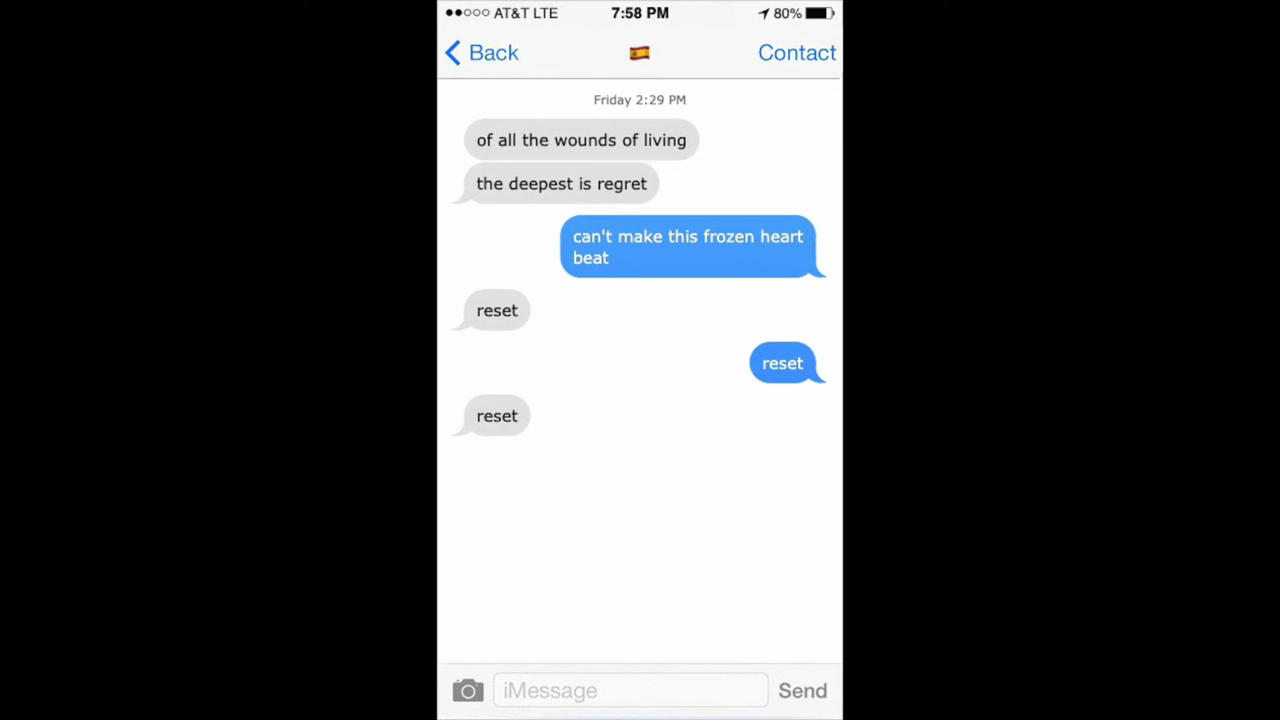 AT&T LTE 7:58 PM 80%
Back 🇪🇸 Contact
Friday 2:29 PM
of all the wounds of living
the deepest is regret
can't make this frozen heart
beat
reset
reset
reset
iMessage Send